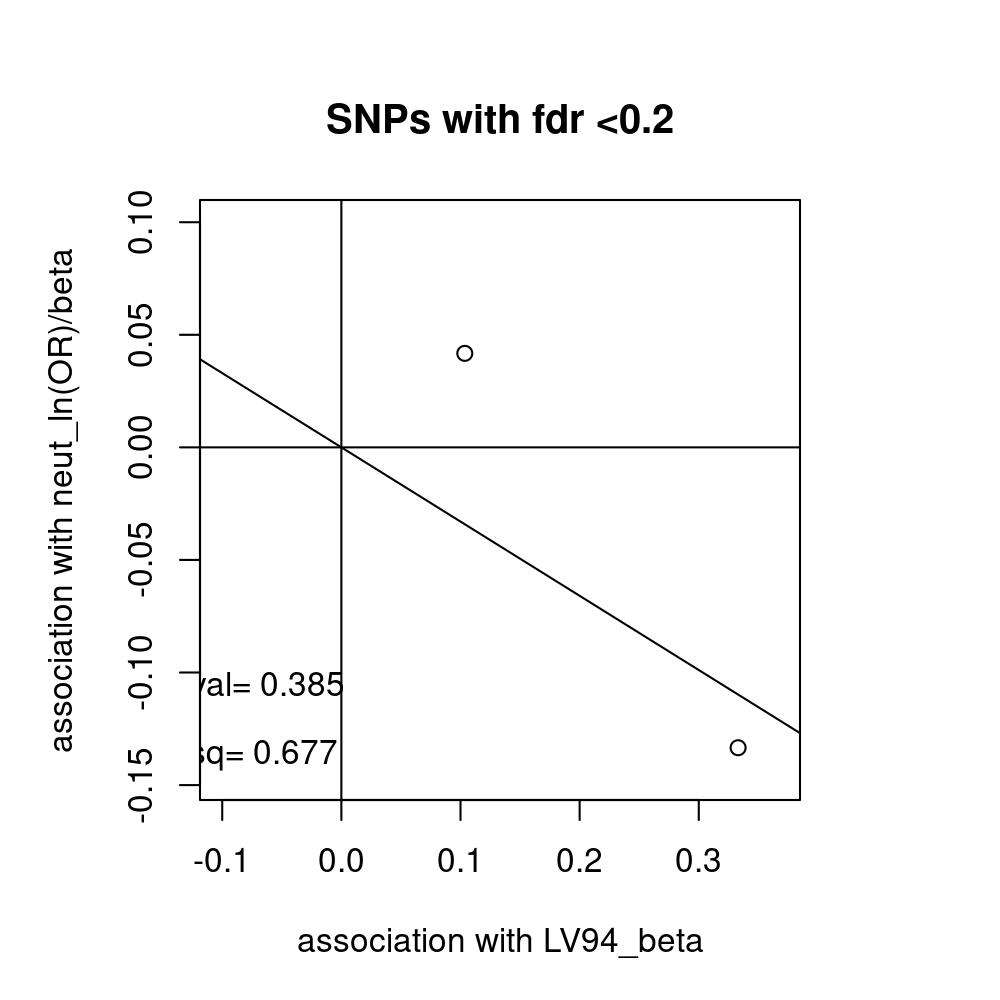 SNPs with fdr <0.2
association with neut_ln(OR)/beta
0.10
0.05
0.00
-0.05
-0.10
-0.15
val= 0.385
sq= 0.677
-0.1 0.0 0.1 0.2 0.3
association with LV94_beta